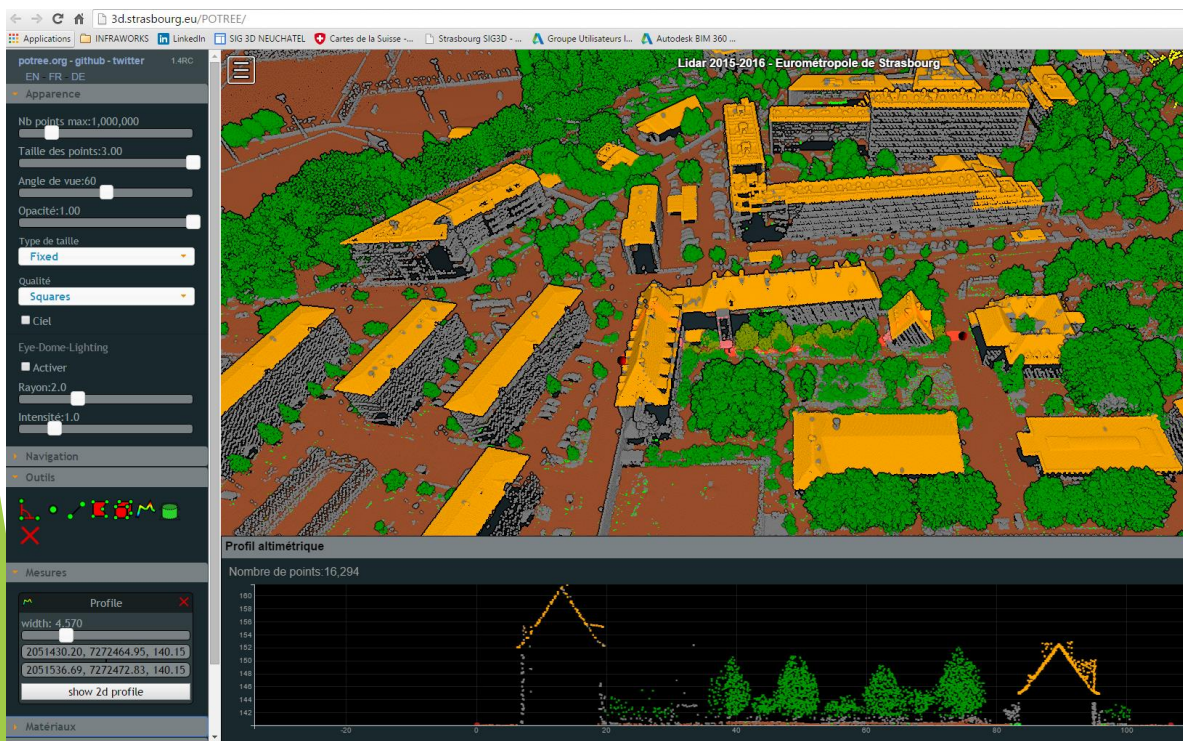 3d.strasbourg.eu/POTREE/
Applications INFRAWORKS LinkedIn SIG 3D NEUCHATEL Cartes de la Suisse -... Strasbourg SIG3D - ... Groupe Utilisateurs I... Autodesk BIM 360 ...
potree.org - github - twitter 1.4RC
EN - FR - DE
Apparence
Nb points max:1,000,000
Taille des points:3.00
Angle de vue:60
Opacité:1.00
Type de taille
Fixed
Qualité
Squares
Ciel
Eye-Dome-Lighting
Activer
Rayon:2.0
Intensité:1.0
Navigation
Outils
Mesures
Profile
width: 4.570
2051430.20, 7272464.95, 140.15
2051536.69, 7272472.83, 140.15
show 2d profile
Matériaux
Lidar 2015-2016 - Eurométropole de Strasbourg
Profil altimétrique
Nombre de points:16,294
160
158
156
154
152
150
148
146
144
142
-20 0 20 40 60 80 100